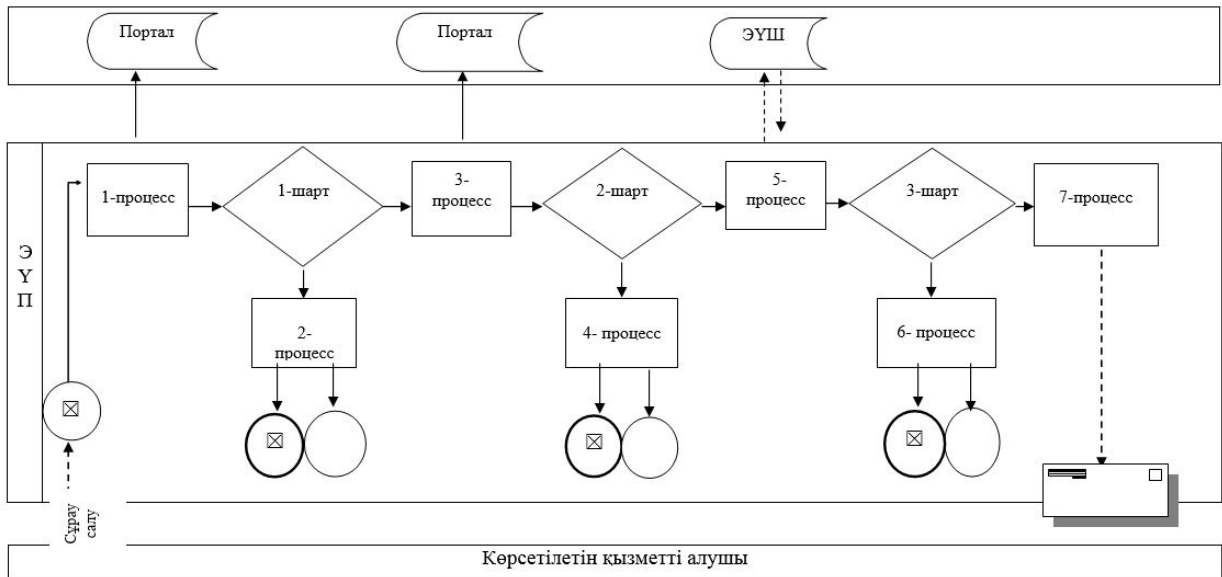 Портал
Портал
ЭҮШ
Э
Ү
П
1-процесс
1-шарт
3-
процесс
2-шарт
5-
процесс
3-шарт
7-процесс
2-
процесс
4- процесс
6- процесс
Сұрау
салу
Көрсетілетін қызметті алушы